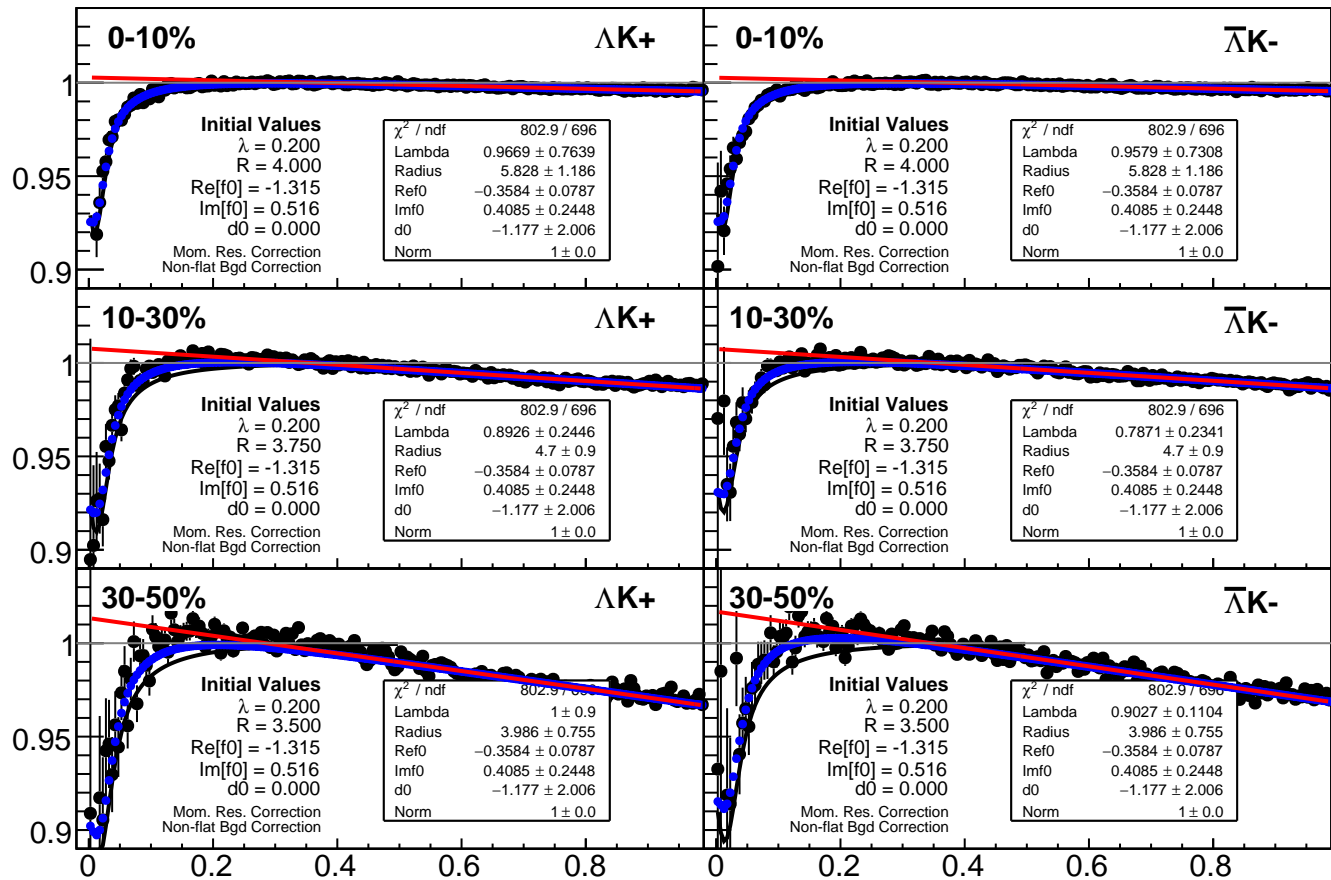 0-10%
ΛK+
1
0.95
0.9
Initial Values
λ = 0.200
R = 4.000
Re[f0] = -1.315
Im[f0] = 0.516
d0 = 0.000
Mom. Res. Correction
Non-flat Bgd Correction
χ² / ndf 802.9 / 696
Lambda 0.9669 ± 0.7639
Radius 5.828 ± 1.186
Ref0 −0.3584 ± 0.0787
Imf0 0.4085 ± 0.2448
d0 −1.177 ± 2.006
Norm 1 ± 0.0
0-10%
Λ̅K-
Initial Values
λ = 0.200
R = 4.000
Re[f0] = -1.315
Im[f0] = 0.516
d0 = 0.000
Mom. Res. Correction
Non-flat Bgd Correction
χ² / ndf 802.9 / 696
Lambda 0.9579 ± 0.7308
Radius 5.828 ± 1.186
Ref0 −0.3584 ± 0.0787
Imf0 0.4085 ± 0.2448
d0 −1.177 ± 2.006
Norm 1 ± 0.0
10-30%
ΛK+
1
0.95
0.9
Initial Values
λ = 0.200
R = 3.750
Re[f0] = -1.315
Im[f0] = 0.516
d0 = 0.000
Mom. Res. Correction
Non-flat Bgd Correction
χ² / ndf 802.9 / 696
Lambda 0.8926 ± 0.2446
Radius 4.7 ± 0.9
Ref0 −0.3584 ± 0.0787
Imf0 0.4085 ± 0.2448
d0 −1.177 ± 2.006
Norm 1 ± 0.0
10-30%
Λ̅K-
Initial Values
λ = 0.200
R = 3.750
Re[f0] = -1.315
Im[f0] = 0.516
d0 = 0.000
Mom. Res. Correction
Non-flat Bgd Correction
χ² / ndf 802.9 / 696
Lambda 0.7871 ± 0.2341
Radius 4.7 ± 0.9
Ref0 −0.3584 ± 0.0787
Imf0 0.4085 ± 0.2448
d0 −1.177 ± 2.006
Norm 1 ± 0.0
30-50%
ΛK+
1
0.95
0.9
Initial Values
λ = 0.200
R = 3.500
Re[f0] = -1.315
Im[f0] = 0.516
d0 = 0.000
Mom. Res. Correction
Non-flat Bgd Correction
χ² / ndf 802.9 / 696
Lambda 1 ± 0.9
Radius 3.986 ± 0.755
Ref0 −0.3584 ± 0.0787
Imf0 0.4085 ± 0.2448
d0 −1.177 ± 2.006
Norm 1 ± 0.0
30-50%
Λ̅K-
Initial Values
λ = 0.200
R = 3.500
Re[f0] = -1.315
Im[f0] = 0.516
d0 = 0.000
Mom. Res. Correction
Non-flat Bgd Correction
χ² / ndf 802.9 / 696
Lambda 0.9027 ± 0.1104
Radius 3.986 ± 0.755
Ref0 −0.3584 ± 0.0787
Imf0 0.4085 ± 0.2448
d0 −1.177 ± 2.006
Norm 1 ± 0.0
0 0.2 0.4 0.6 0.8 0 0.2 0.4 0.6 0.8